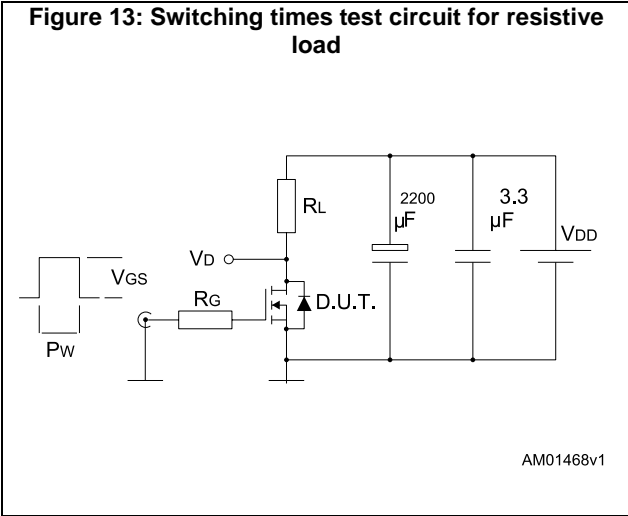 Figure 13: Switching times test circuit for resistive
load
RL
2200
μF
3.3
μF
VDD
VD
VGS
RG
D.U.T.
PW
AM01468v1